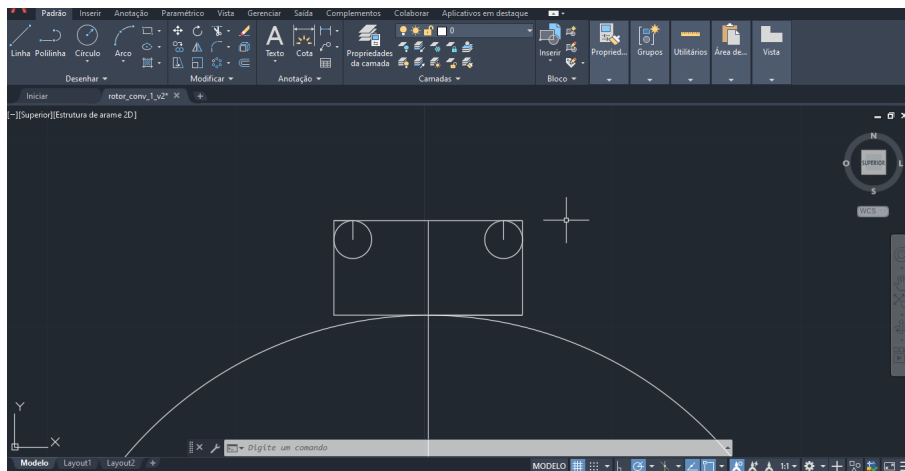 Padrão Inserir Anotação Paramétrico Vista Gerenciar Saída Complementos Colaborar Aplicativos em destaque
Linha Polilinha Círculo Arco Texto Cota Propriedades da camada 0 Inserir Propried... Grupos Utilitários Área de... Vista
Desenhar Modificar Anotação Camadas Bloco
Iniciar rotor_conv_1_v2* +
[−][Superior][Estrutura de arame 2D]
N
O SUPERIOR L
S
WCS
Y
X
Digite um comando
Modelo Layout1 Layout2 + MODELO 1:1